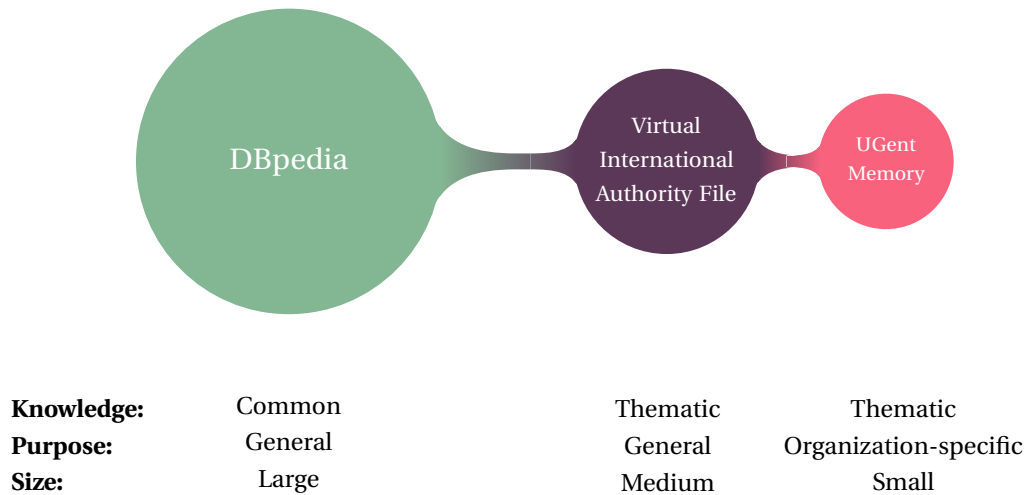 DBpedia
Virtual
International
Authority File
UGent
Memory
Knowledge: Common Thematic Thematic
Purpose: General General Organization-specific
Size: Large Medium Small